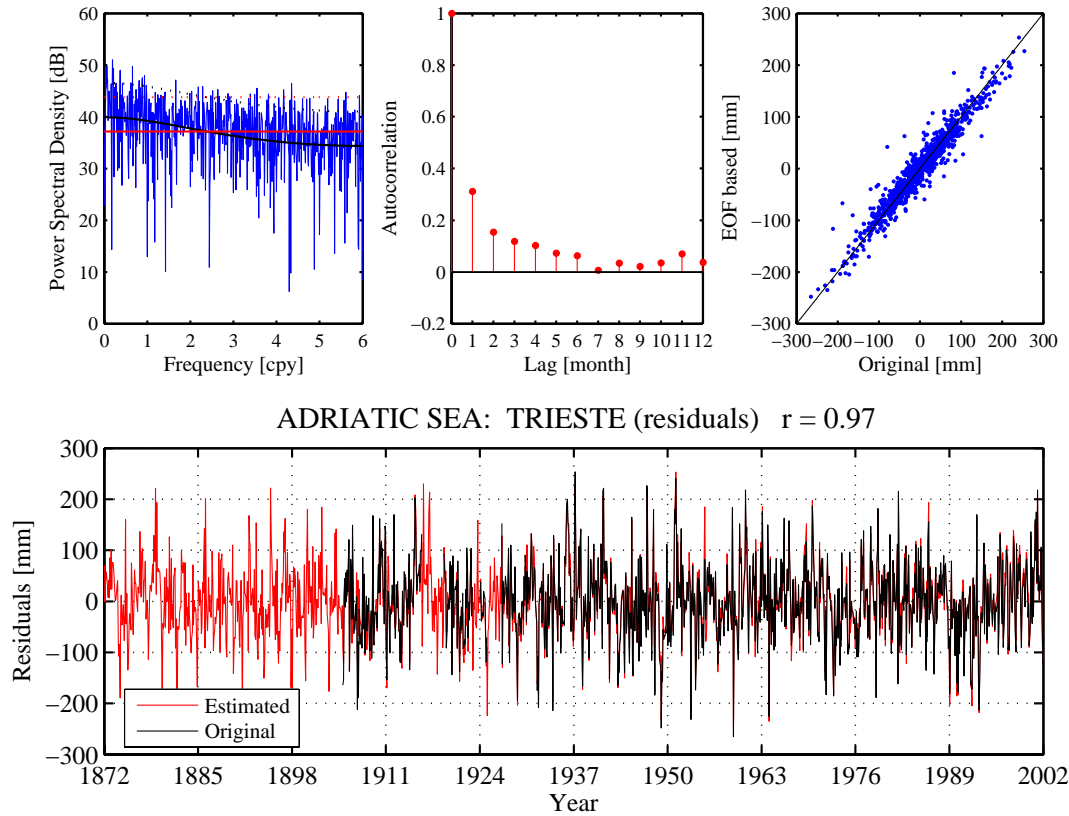 60
50
40
30
20
10
0
Power Spectral Density [dB]
0 1 2 3 4 5 6
Frequency [cpy]
1
0.8
0.6
0.4
0.2
0
−0.2
Autocorrelation
0 1 2 3 4 5 6 7 8 9 10 11 12
Lag [month]
300
200
100
0
−100
−200
−300
EOF based [mm]
−300 −200 −100 0 100 200 300
Original [mm]
ADRIATIC SEA: TRIESTE (residuals) r = 0.97
300
200
100
0
−100
−200
−300
Residuals [mm]
Estimated
Original
1872 1885 1898 1911 1924 1937 1950 1963 1976 1989 2002
Year